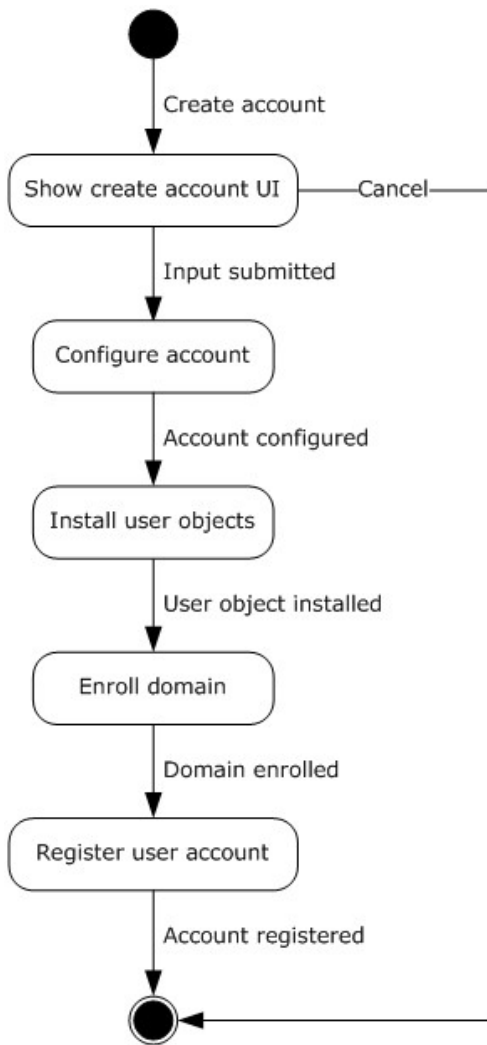 Create account
Show create account UI
Cancel
Input submitted
Configure account
Account configured
Install user objects
User object installed
Enroll domain
Domain enrolled
Register user account
Account registered